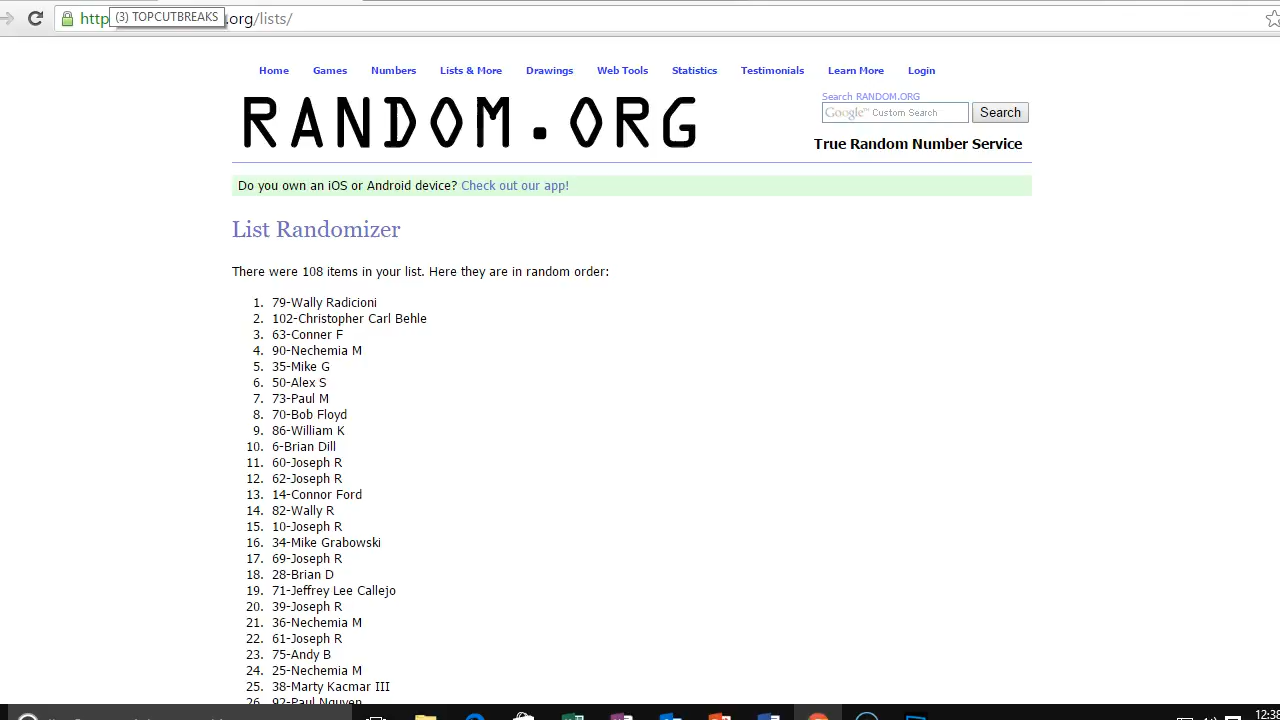 http
(3) TOPCUTBREAKS
.org/lists/
Home Games Numbers Lists & More Drawings Web Tools Statistics Testimonials Learn More Login
RANDOM.ORG
Search RANDOM.ORG
Google™ Custom Search
Search
True Random Number Service
Do you own an iOS or Android device? Check out our app!
List Randomizer
There were 108 items in your list. Here they are in random order:
1. 79-Wally Radicioni
2. 102-Christopher Carl Behle
3. 63-Conner F
4. 90-Nechemia M
5. 35-Mike G
6. 50-Alex S
7. 73-Paul M
8. 70-Bob Floyd
9. 86-William K
10. 6-Brian Dill
11. 60-Joseph R
12. 62-Joseph R
13. 14-Connor Ford
14. 82-Wally R
15. 10-Joseph R
16. 34-Mike Grabowski
17. 69-Joseph R
18. 28-Brian D
19. 71-Jeffrey Lee Callejo
20. 39-Joseph R
21. 36-Nechemia M
22. 61-Joseph R
23. 75-Andy B
24. 25-Nechemia M
25. 38-Marty Kacmar III
26. 92-Paul Nguyen